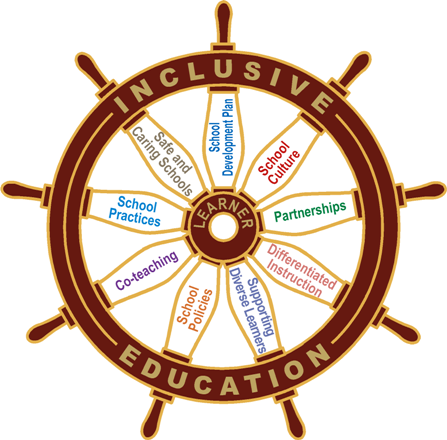 INCLUSIVE
School
Development Plan
School
Culture
Partnerships
Differentiated
Instruction
Supporting
Diverse Learners
School
Policies
Co-teaching
School
Practices
Safe and
Caring Schools
LEARNER
EDUCATION